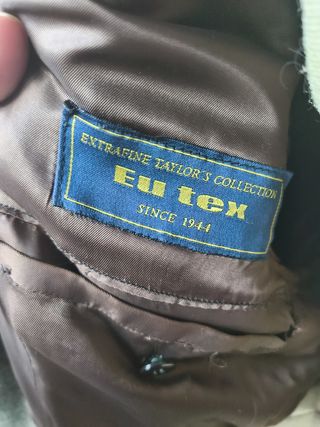 EXTRAFINE TAYLOR'S COLLECTION
Eu tex
SINCE 1944